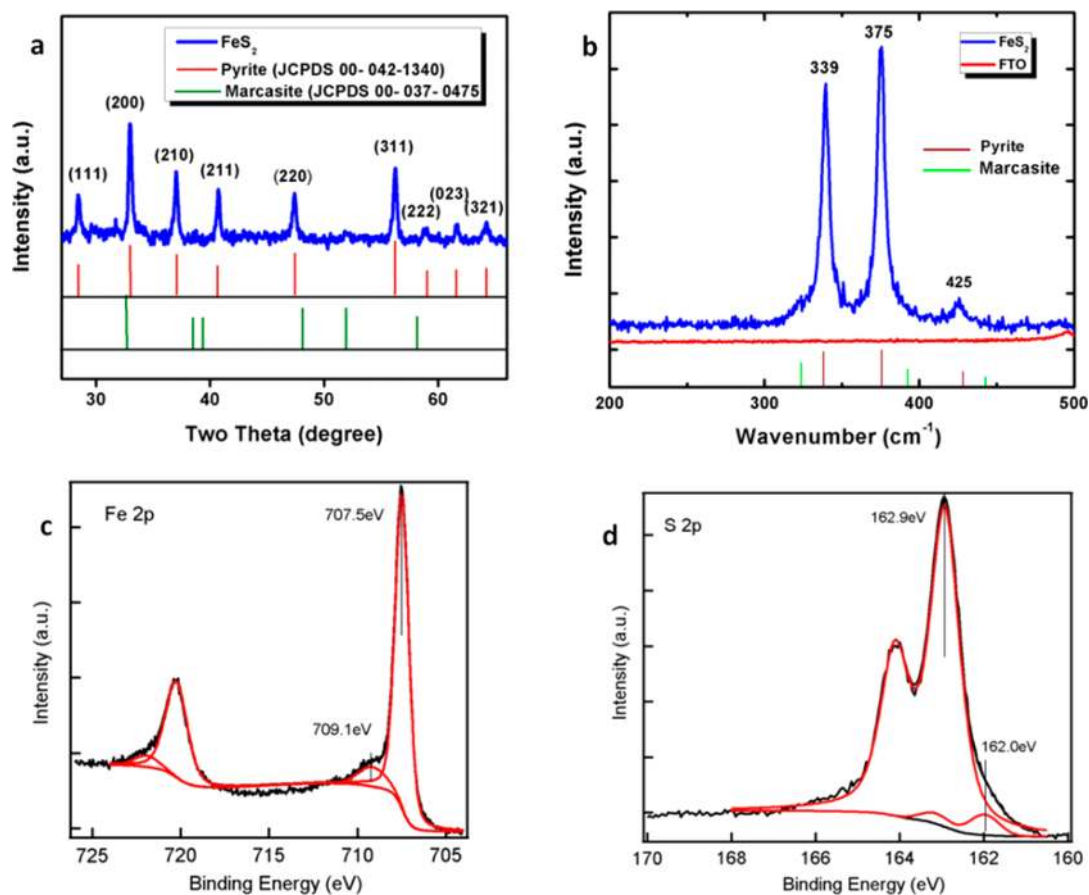 a
FeS2
Pyrite (JCPDS 00- 042-1340)
Marcasite (JCPDS 00- 037- 0475
(111)
(200)
(210)
(211)
(220)
(311)
(222)
(023)
(321)
Intensity (a.u.)
30
40
50
60
Two Theta (degree)
b
FeS2
FTO
Pyrite
Marcasite
339
375
425
Intensity (a.u.)
200
300
400
500
Wavenumber (cm-1)
c
Fe 2p
707.5eV
709.1eV
Intensity (a.u.)
725
720
715
710
705
Binding Energy (eV)
d
S 2p
162.9eV
162.0eV
Intensity (a.u.)
170
168
166
164
162
160
Binding Energy (eV)